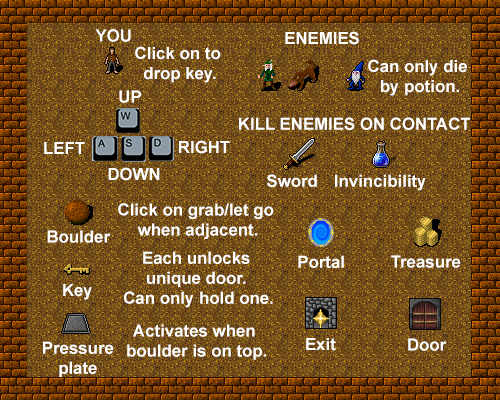 YOU
Click on to
drop key.
UP
W
LEFT
A
S
D
RIGHT
DOWN
Boulder
Click on grab/let go
when adjacent.
Key
Each unlocks
unique door.
Can only hold one.
Pressure
plate
Activates when
boulder is on top.
ENEMIES
Can only die
by potion.
KILL ENEMIES ON CONTACT
Sword
Invincibility
Portal
Treasure
Exit
Door